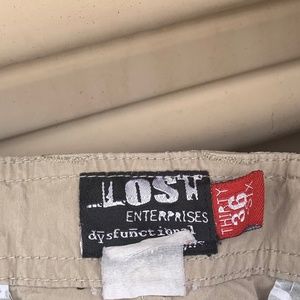 LOST
ENTERPRISES
dysfunctional
THIRTY
36
SIX